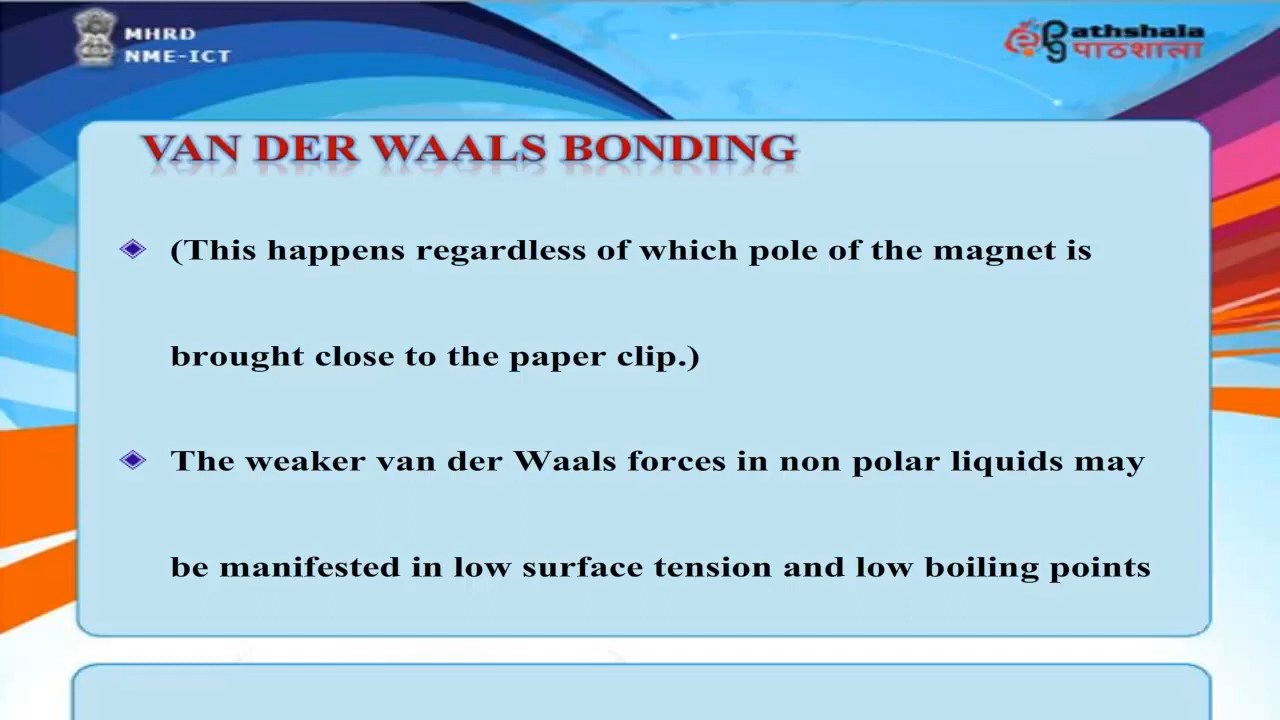 MHRD
NME-ICT
ePG athshala
पाठशाला
VAN DER WAALS BONDING
(This happens regardless of which pole of the magnet is
brought close to the paper clip.)
The weaker van der Waals forces in non polar liquids may
be manifested in low surface tension and low boiling points